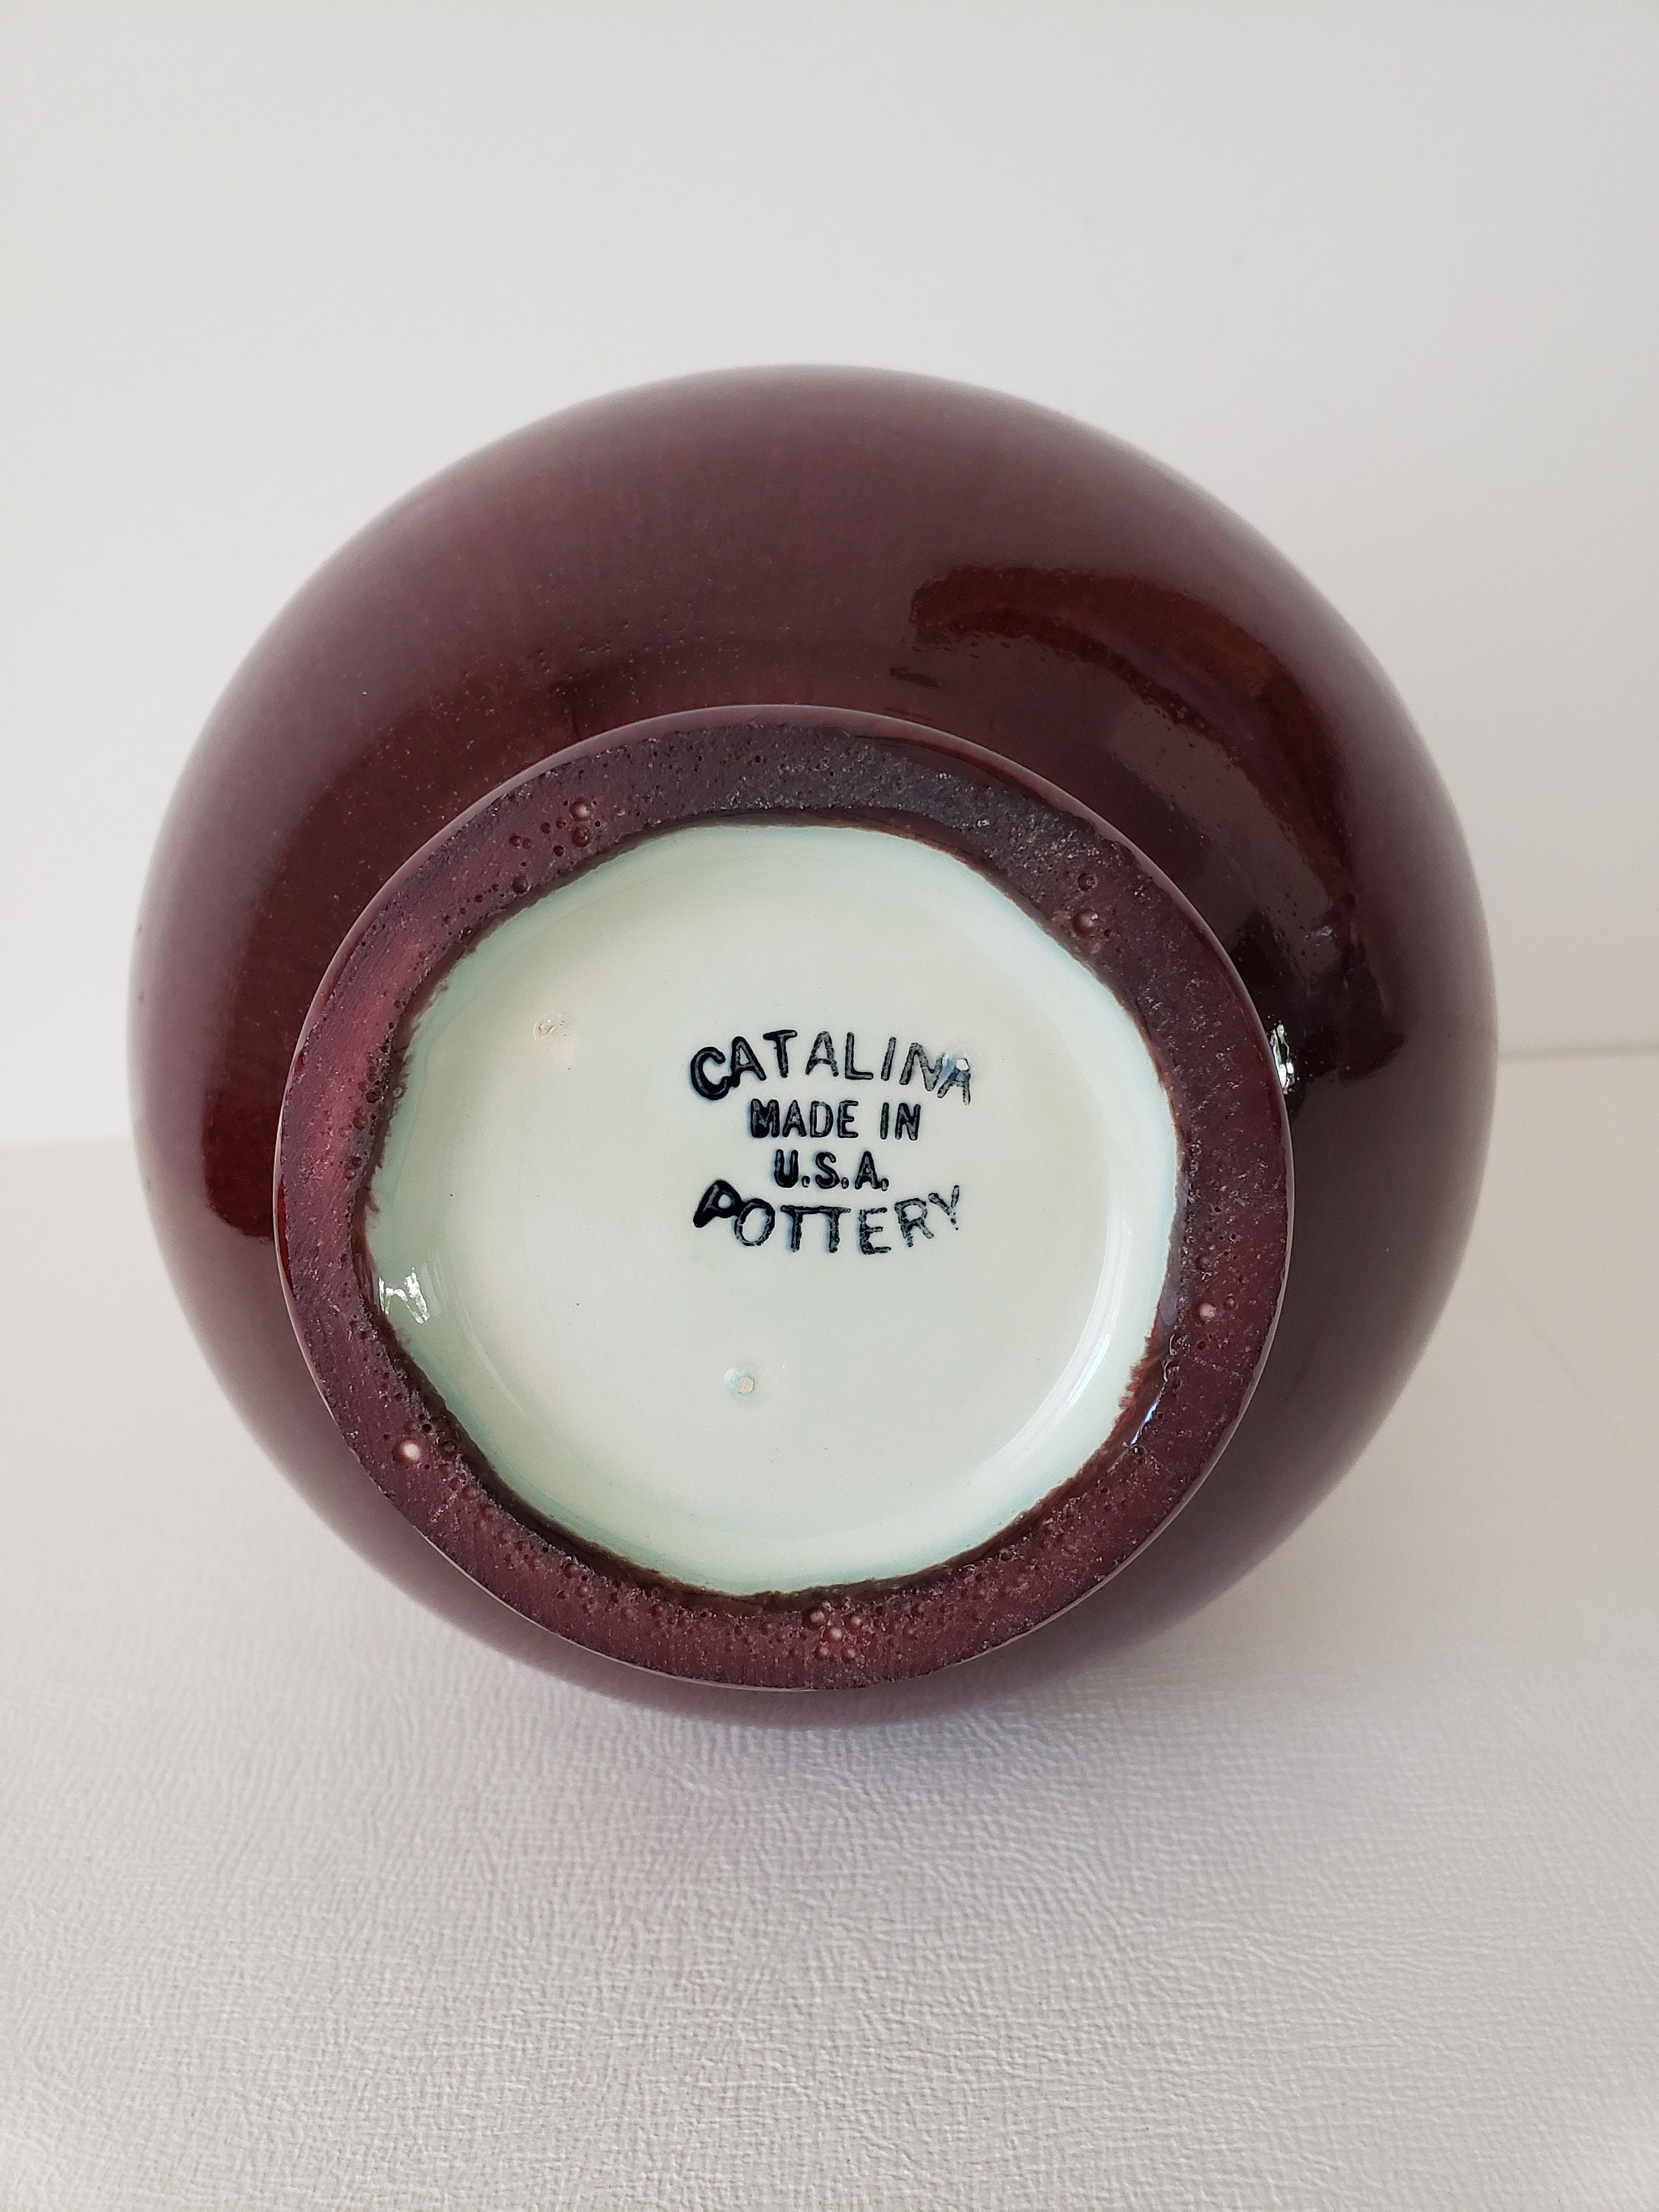 CATALINA
MADE IN
U.S.A.
POTTERY